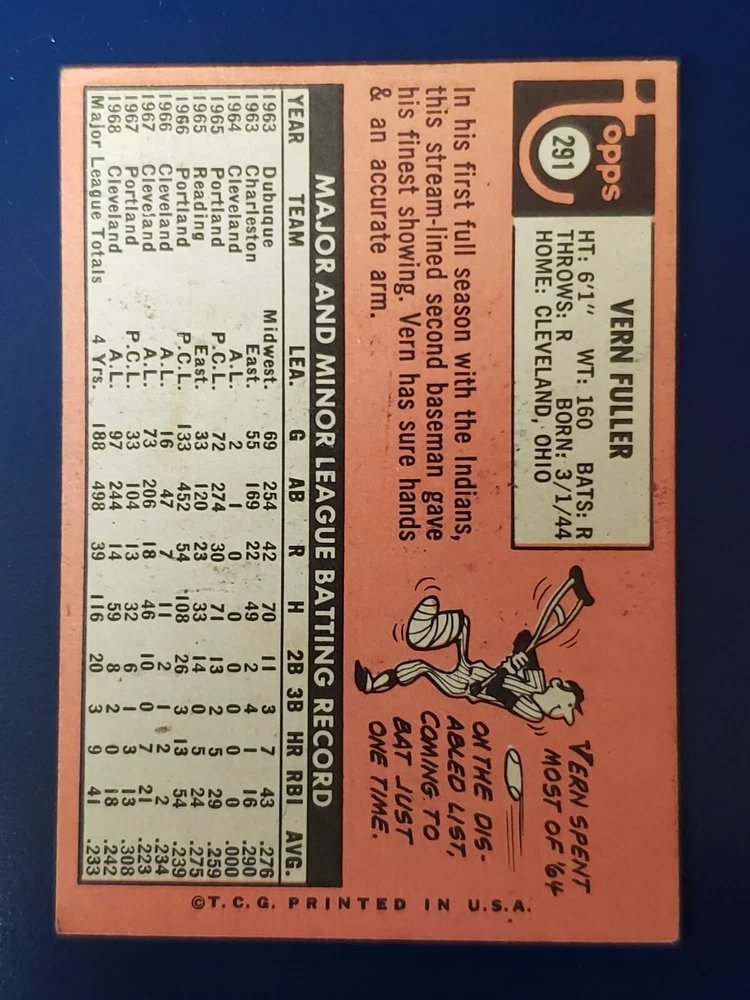 Topps
291
VERN FULLER
HT: 6'1" WT: 160 BATS: R
THROWS: R BORN: 3/1/44
HOME: CLEVELAND, OHIO
In his first full season with the Indians,
this stream-lined second baseman gave
his finest showing. Vern has sure hands
& an accurate arm.
VERN SPENT
MOST OF '64
ON THE DIS-
ABLED LIST,
COMING TO
BAT JUST
ONE TIME.
MAJOR AND MINOR LEAGUE BATTING RECORD
YEAR TEAM LEA. G AB R H 2B 3B HR RBI AVG.
1963 Dubuque Midwest. 69 254 42 70 11 3 7 43 .276
1963 Charleston East. 55 169 22 49 2 4 1 16 .290
1964 Cleveland A.L. 2 1 0 0 0 0 0 0 .000
1965 Portland P.C.L. 72 274 30 71 13 2 5 29 .259
1965 Reading East. 33 120 23 33 14 0 5 24 .275
1966 Portland P.C.L. 133 452 54 108 26 3 13 54 .239
1966 Cleveland A.L. 16 47 7 11 2 1 2 2 .234
1967 Cleveland A.L. 73 206 18 46 10 0 7 21 .223
1967 Portland P.C.L. 33 104 13 32 6 1 3 13 .308
1968 Cleveland A.L. 97 244 14 59 8 2 0 18 .242
Major League Totals 4 Yrs. 188 498 39 116 20 3 9 41 .233
©T.C.G. PRINTED IN U.S.A.